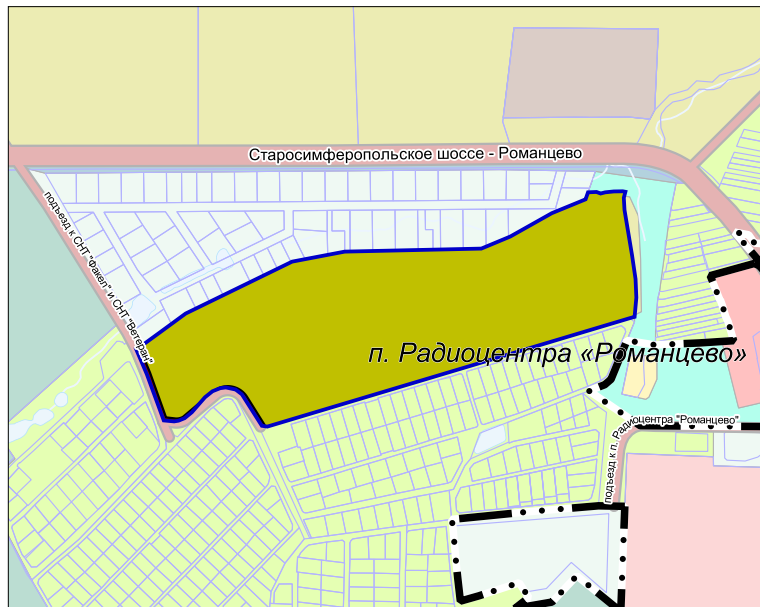 Старосимферопольское шоссе - Романцево
подъезд к СНТ "Факел" и СНТ "Ветеран"
п. Радиоцентра «Романцево»
подъезд к п. Радиоцентра "Романцево"